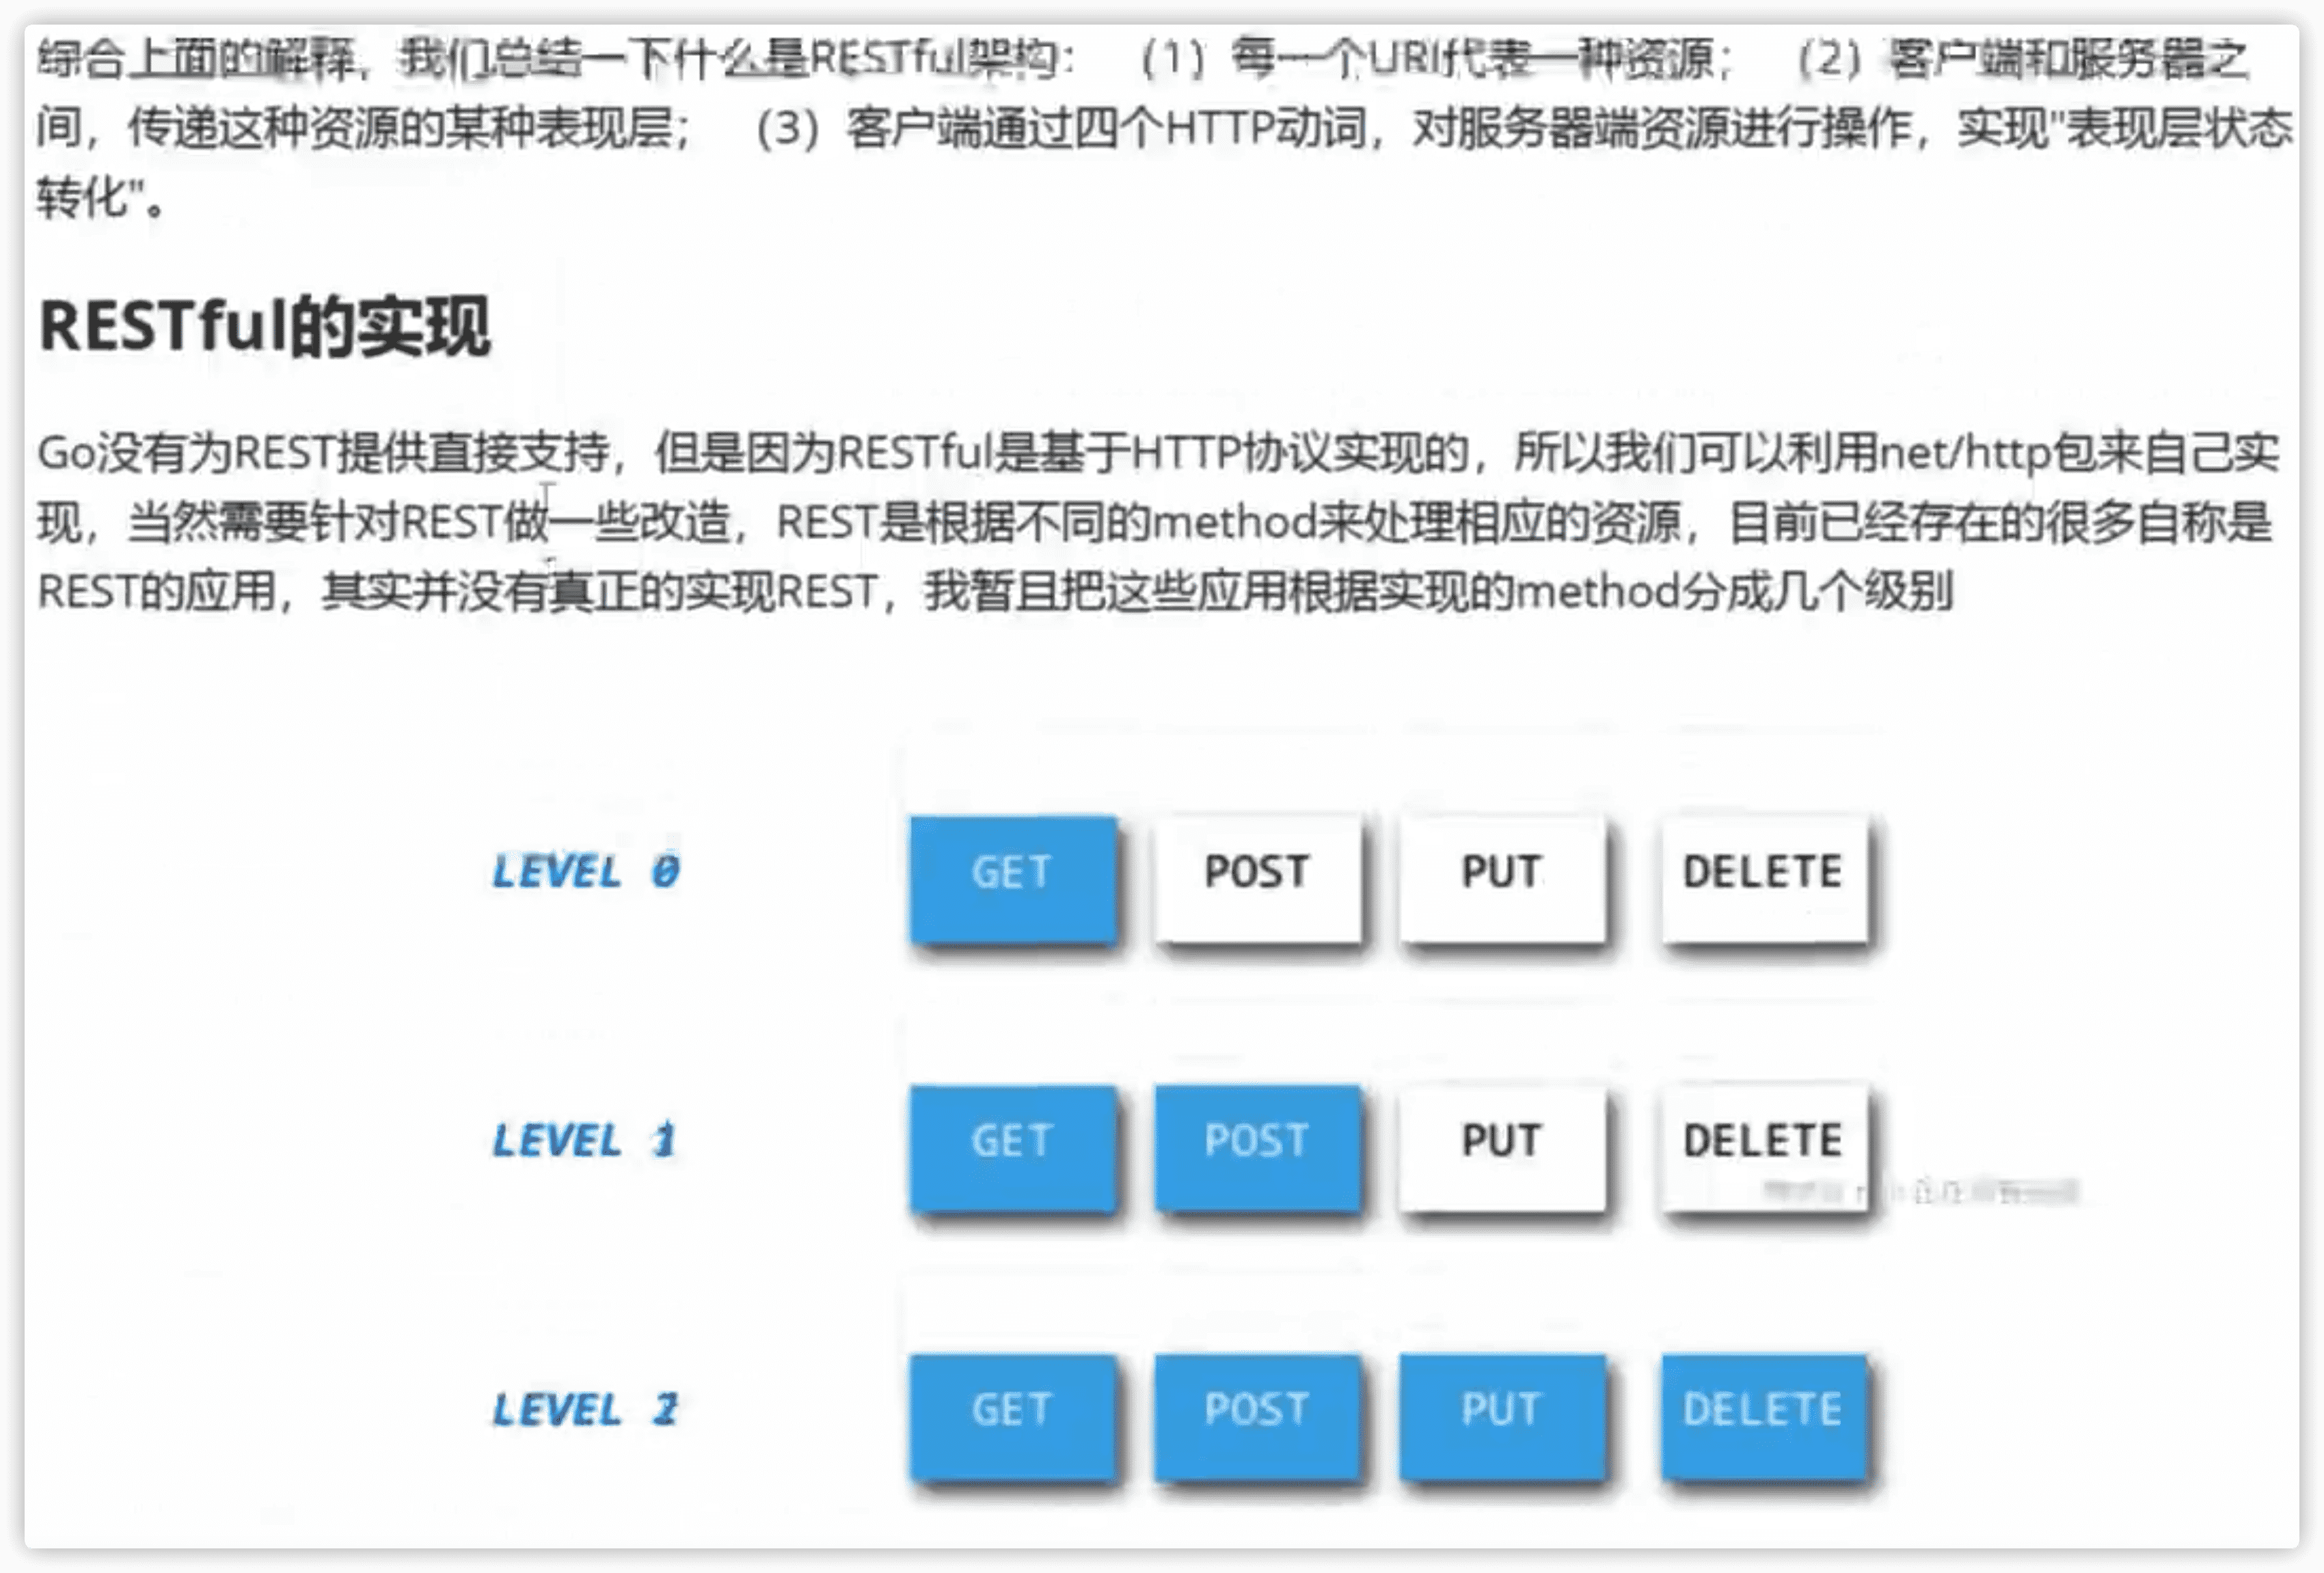 综合上面的解释，我们总结一下什么是RESTful架构： （1）每一个URI代表一种资源； （2）客户端和服务器之
间，传递这种资源的某种表现层； （3）客户端通过四个HTTP动词，对服务器端资源进行操作，实现"表现层状态
转化"。
RESTful的实现
Go没有为REST提供直接支持，但是因为RESTful是基于HTTP协议实现的，所以我们可以利用net/http包来自己实
现，当然需要针对REST做一些改造，REST是根据不同的method来处理相应的资源，目前已经存在的很多自称是
REST的应用，其实并没有真正的实现REST，我暂且把这些应用根据实现的method分成几个级别
LEVEL 0 GET POST PUT DELETE
LEVEL 1 GET POST PUT DELETE
LEVEL 2 GET POST PUT DELETE